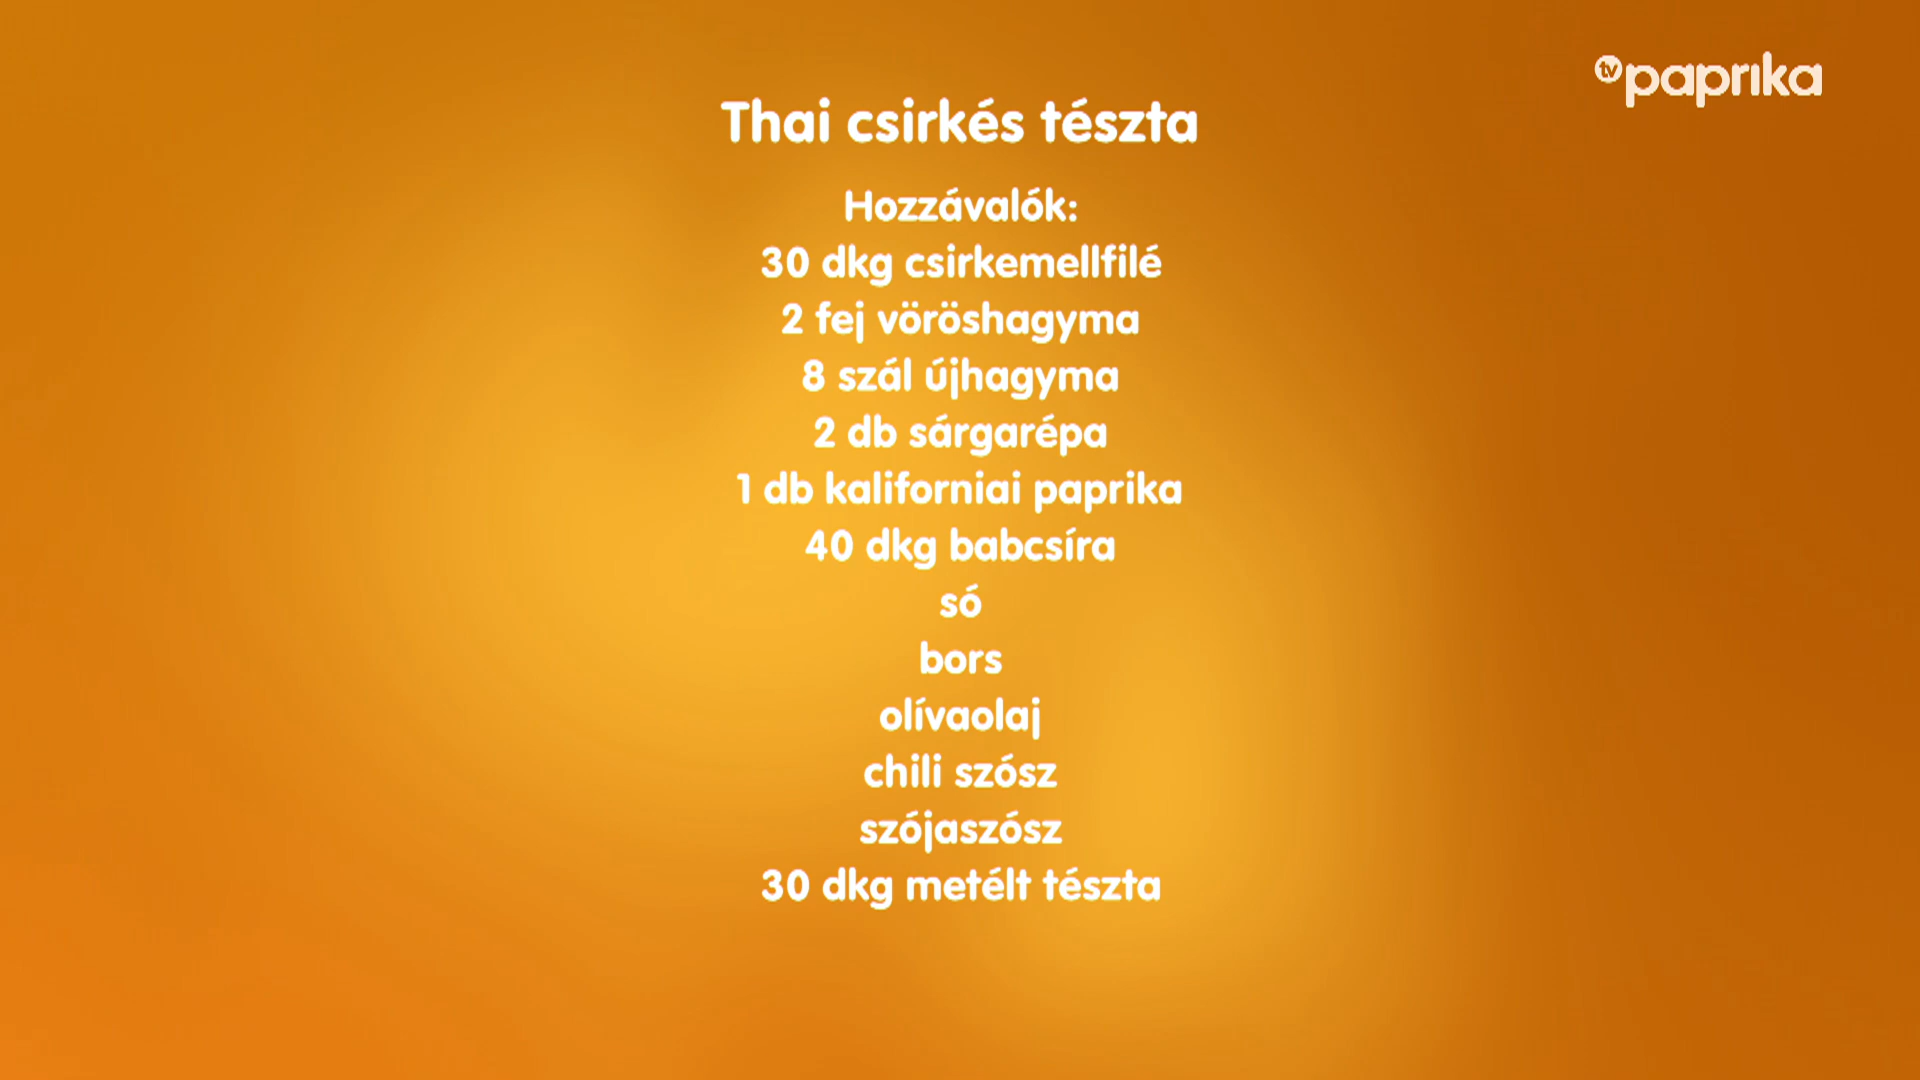 tv paprika
Thai csirkés tészta
Hozzávalók:
30 dkg csirkemellfilé
2 fej vöröshagyma
8 szál újhagyma
2 db sárgarépa
1 db kaliforniai paprika
40 dkg babcsíra
só
bors
olívaolaj
chili szósz
szójaszósz
30 dkg metélt tészta